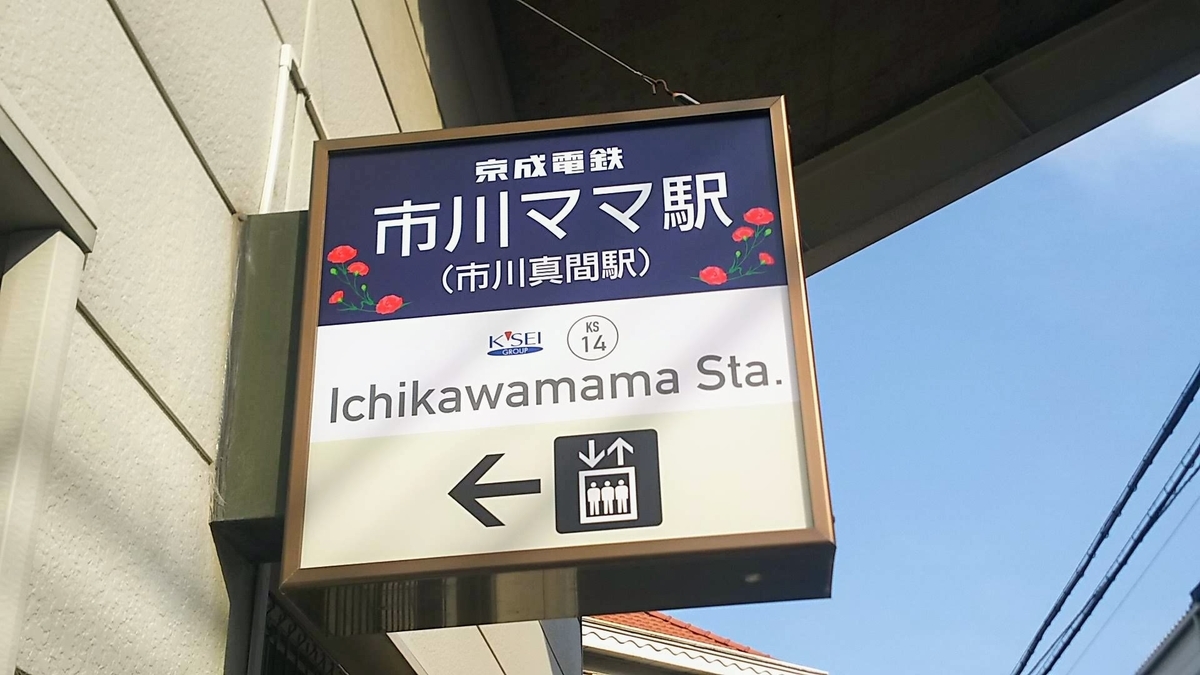 京成電鉄
市川ママ駅
（市川真間駅）
K'SEI
GROUP
KS
14
Ichikawamama Sta.